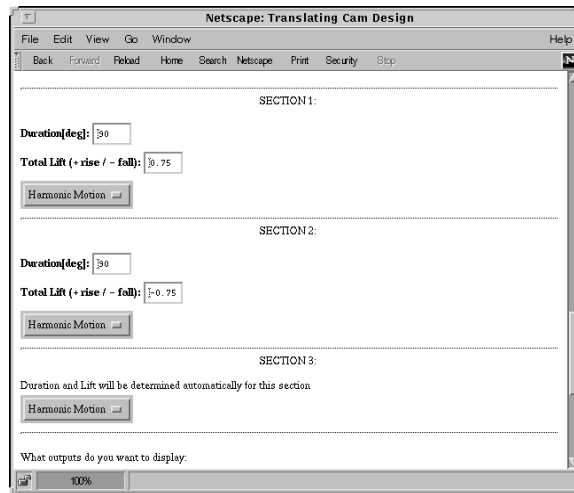 Netscape: Translating Cam Design
File Edit View Go Window Help
Back Forward Reload Home Search Netscape Print Security Stop N
SECTION 1:
Duration[deg]: 90
Total Lift (+ rise / - fall): 0.75
Harmonic Motion
SECTION 2:
Duration[deg]: 90
Total Lift (+ rise / - fall): -0.75
Harmonic Motion
SECTION 3:
Duration and Lift will be determined automatically for this section
Harmonic Motion
What outputs do you want to display:
100%